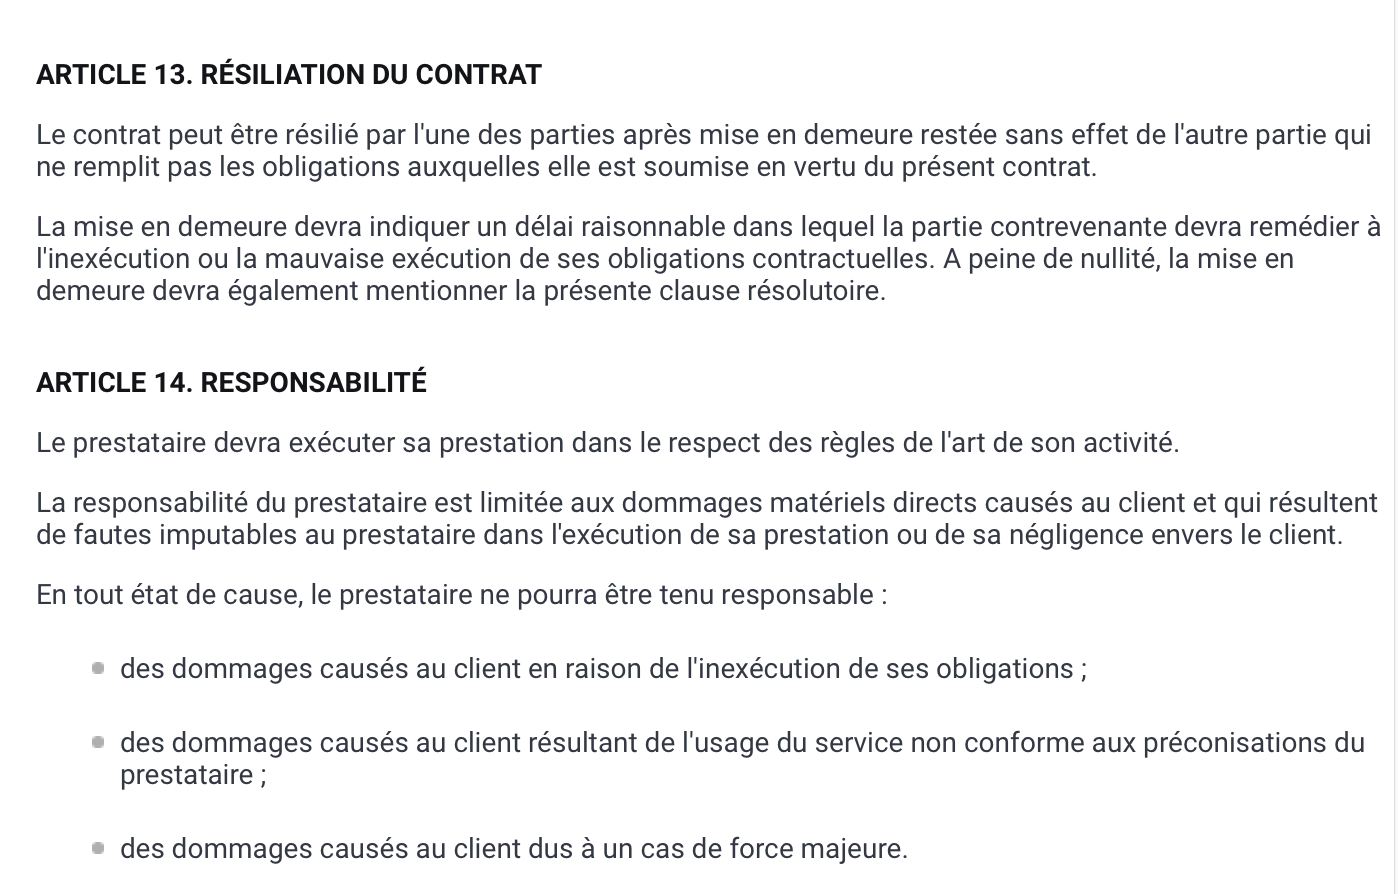 ARTICLE 13. RÉSILIATION DU CONTRAT
Le contrat peut être résilié par l'une des parties après mise en demeure restée sans effet de l'autre partie qui
ne remplit pas les obligations auxquelles elle est soumise en vertu du présent contrat.
La mise en demeure devra indiquer un délai raisonnable dans lequel la partie contrevenante devra remédier à
l'inexécution ou la mauvaise exécution de ses obligations contractuelles. A peine de nullité, la mise en
demeure devra également mentionner la présente clause résolutoire.
ARTICLE 14. RESPONSABILITÉ
Le prestataire devra exécuter sa prestation dans le respect des règles de l'art de son activité.
La responsabilité du prestataire est limitée aux dommages matériels directs causés au client et qui résultent
de fautes imputables au prestataire dans l'exécution de sa prestation ou de sa négligence envers le client.
En tout état de cause, le prestataire ne pourra être tenu responsable :
des dommages causés au client en raison de l'inexécution de ses obligations ;
des dommages causés au client résultant de l'usage du service non conforme aux préconisations du
prestataire ;
des dommages causés au client dus à un cas de force majeure.